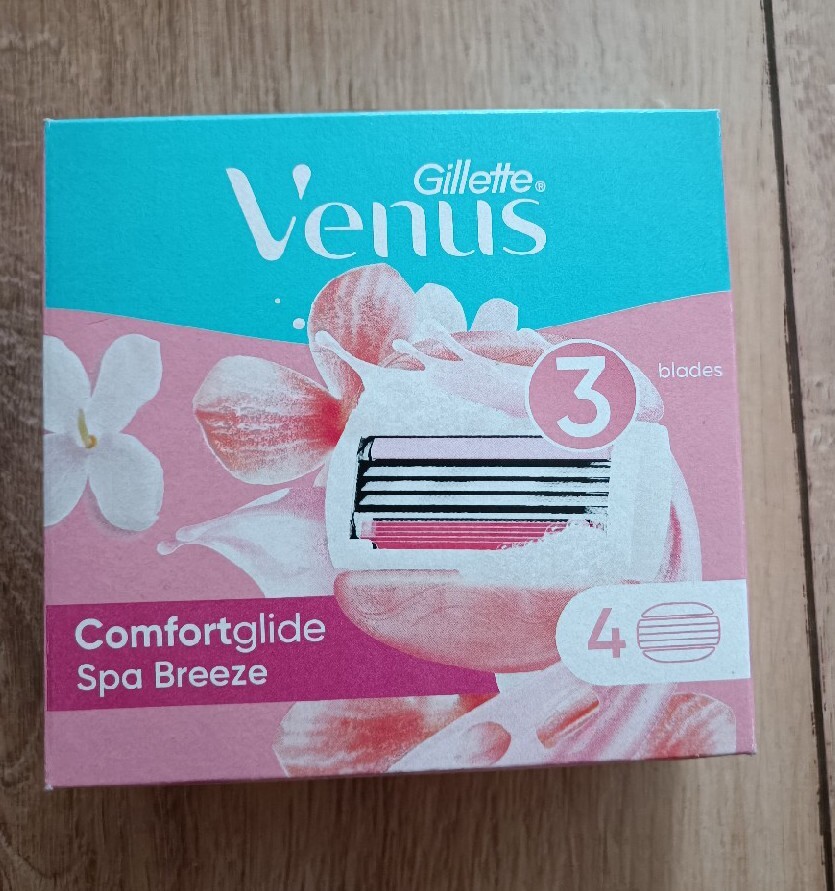 Gillette®
Venus
3 blades
Comfortglide
Spa Breeze
4